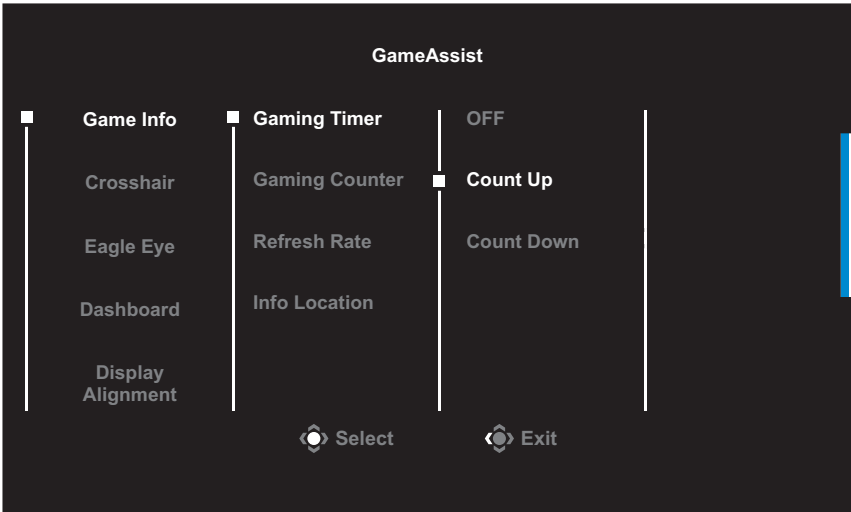 GameAssist
Game Info
Crosshair
Eagle Eye
Dashboard
Display
Alignment
Gaming Timer
Gaming Counter
Refresh Rate
Info Location
OFF
Count Up
Count Down
Select
Exit